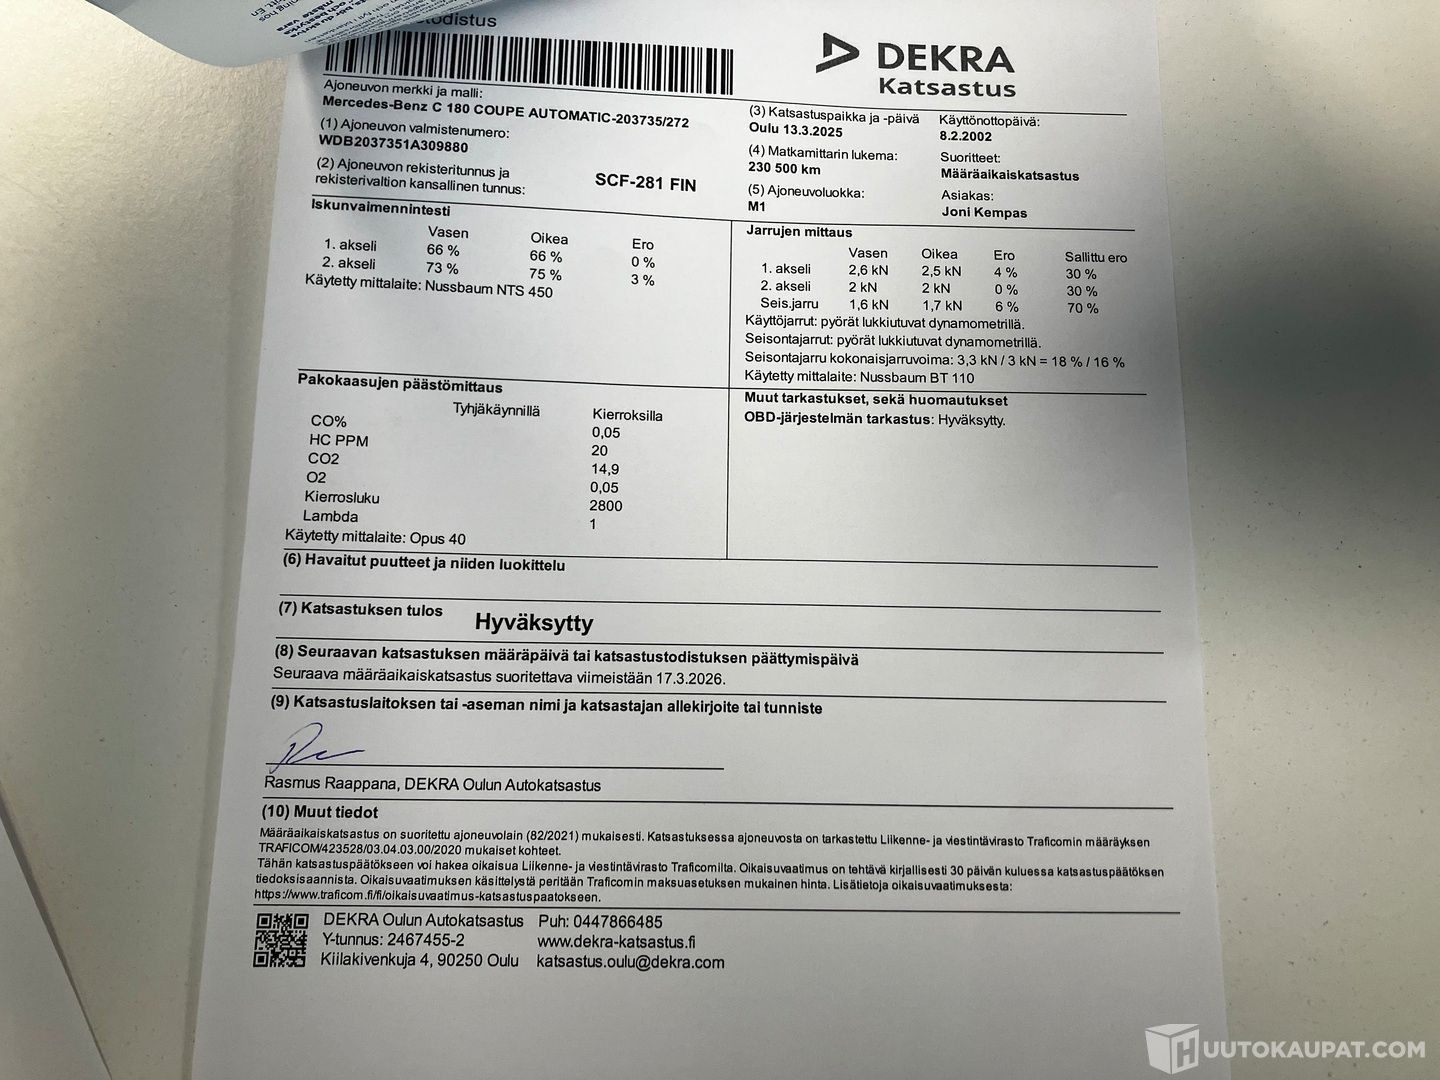 DEKRA
Katsastus
Ajoneuvon merkki ja malli:
Mercedes-Benz C 180 COUPE AUTOMATIC-203735/272
(1) Ajoneuvon valmistenumero:
WDB2037351A309880
(2) Ajoneuvon rekisteritunnus ja
rekisterivaltion kansallinen tunnus:
SCF-281 FIN
(3) Katsastuspaikka ja -päivä
Oulu 13.3.2025
(4) Matkamittarin lukema:
230 500 km
(5) Ajoneuvoluokka:
M1
Käyttönottopäivä:
8.2.2002
Suoritteet:
Määräaikaiskatsastus
Asiakas:
Joni Kempas
Iskunvaimennintesti
Vasen Oikea Ero
1. akseli 66 % 66 % 0 %
2. akseli 73 % 75 % 3 %
Käytetty mittalaite: Nussbaum NTS 450
Jarrujen mittaus
Vasen Oikea Ero Sallittu ero
1. akseli 2,6 kN 2,5 kN 4 % 30 %
2. akseli 2 kN 2 kN 0 % 30 %
Seis.jarru 1,6 kN 1,7 kN 6 % 70 %
Käyttöjarrut: pyörät lukkiutuvat dynamometrillä.
Seisontajarrut: pyörät lukkiutuvat dynamometrillä.
Seisontajarru kokonaisjarruvoima: 3,3 kN / 3 kN = 18 % / 16 %
Käytetty mittalaite: Nussbaum BT 110
Pakokaasujen päästömittaus
Tyhjäkäynnillä Kierroksilla
CO% 0,05
HC PPM 20
CO2 14,9
O2 0,05
Kierrosluku 2800
Lambda 1
Käytetty mittalaite: Opus 40
Muut tarkastukset, sekä huomautukset
OBD-järjestelmän tarkastus: Hyväksytty.
(6) Havaitut puutteet ja niiden luokittelu
(7) Katsastuksen tulos Hyväksytty
(8) Seuraavan katsastuksen määräpäivä tai katsastustodistuksen päättymispäivä
Seuraava määräaikaiskatsastus suoritettava viimeistään 17.3.2026.
(9) Katsastuslaitoksen tai -aseman nimi ja katsastajan allekirjoite tai tunniste
Rasmus Raappana, DEKRA Oulun Autokatsastus
(10) Muut tiedot
Määräaikaiskatsastus on suoritettu ajoneuvolain (82/2021) mukaisesti. Katsastuksessa ajoneuvosta on tarkastettu Liikenne- ja viestintävirasto Traficomin määräyksen
TRAFICOM/423528/03.04.03.00/2020 mukaiset kohteet.
Tähän katsastuspäätökseen voi hakea oikaisua Liikenne- ja viestintävirasto Traficomilta. Oikaisuvaatimus on tehtävä kirjallisesti 30 päivän kuluessa katsastuspäätöksen
tiedoksisaannista. Oikaisuvaatimuksen käsittelystä peritään Traficomin maksuasetuksen mukainen hinta. Lisätietoja oikaisuvaatimuksesta:
https://www.traficom.fi/fi/oikaisuvaatimus-katsastuspaatokseen.
DEKRA Oulun Autokatsastus Puh: 0447866485
Y-tunnus: 2467455-2 www.dekra-katsastus.fi
Kiilakivenkuja 4, 90250 Oulu katsastus.oulu@dekra.com
HUUTOKAUPAT.COM